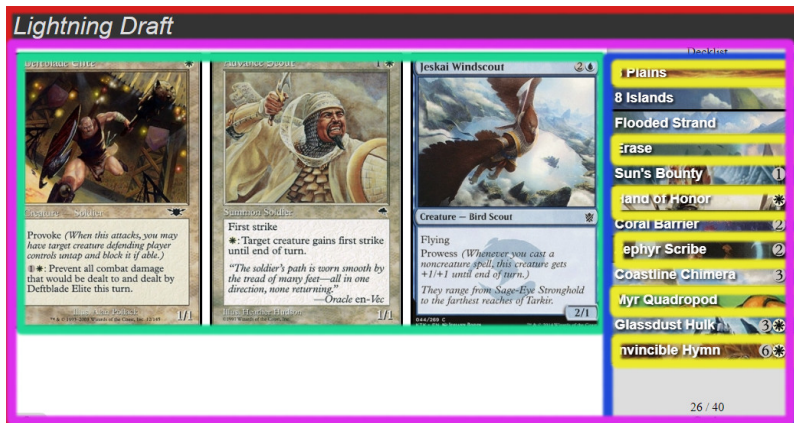 Lightning Draft
Deftblade Elite
Creature — Soldier
Provoke (When this attacks, you may
have target creature defending player
controls untap and block it if able.)
: Prevent all combat damage
that would be dealt to and dealt by
Deftblade Elite this turn.
1/1
Advance Scout 1
Summon Soldier
First strike
: Target creature gains first strike
until end of turn.
"The soldier's path is worn smooth by
the tread of many feet—all in one
direction, none returning."
—Oracle en-Vec
Illus. Heather Hudson
1/1
Jeskai Windscout 2
Creature — Bird Scout
Flying
Prowess (Whenever you cast a
noncreature spell, this creature gets
+1/+1 until end of turn.)
They range from Sage-Eye Stronghold
to the farthest reaches of Tarkir.
2/1
044/269 C
Decklist
Plains
8 Islands
Flooded Strand
Erase
Sun's Bounty 1
Hand of Honor
Coral Barrier 2
Zephyr Scribe 2
Coastline Chimera 3
Myr Quadropod
Glassdust Hulk 3
Invincible Hymn 6
26 / 40